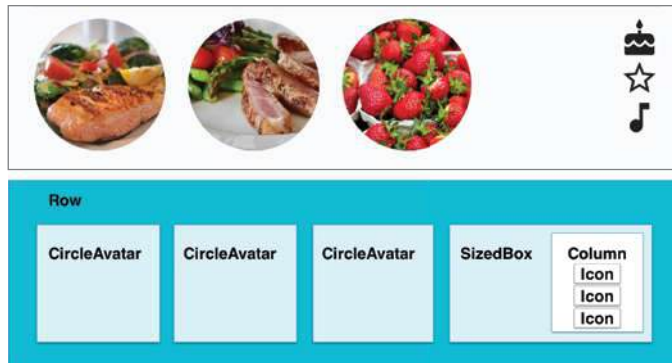 Row
CircleAvatar
CircleAvatar
CircleAvatar
SizedBox
Column
Icon
Icon
Icon